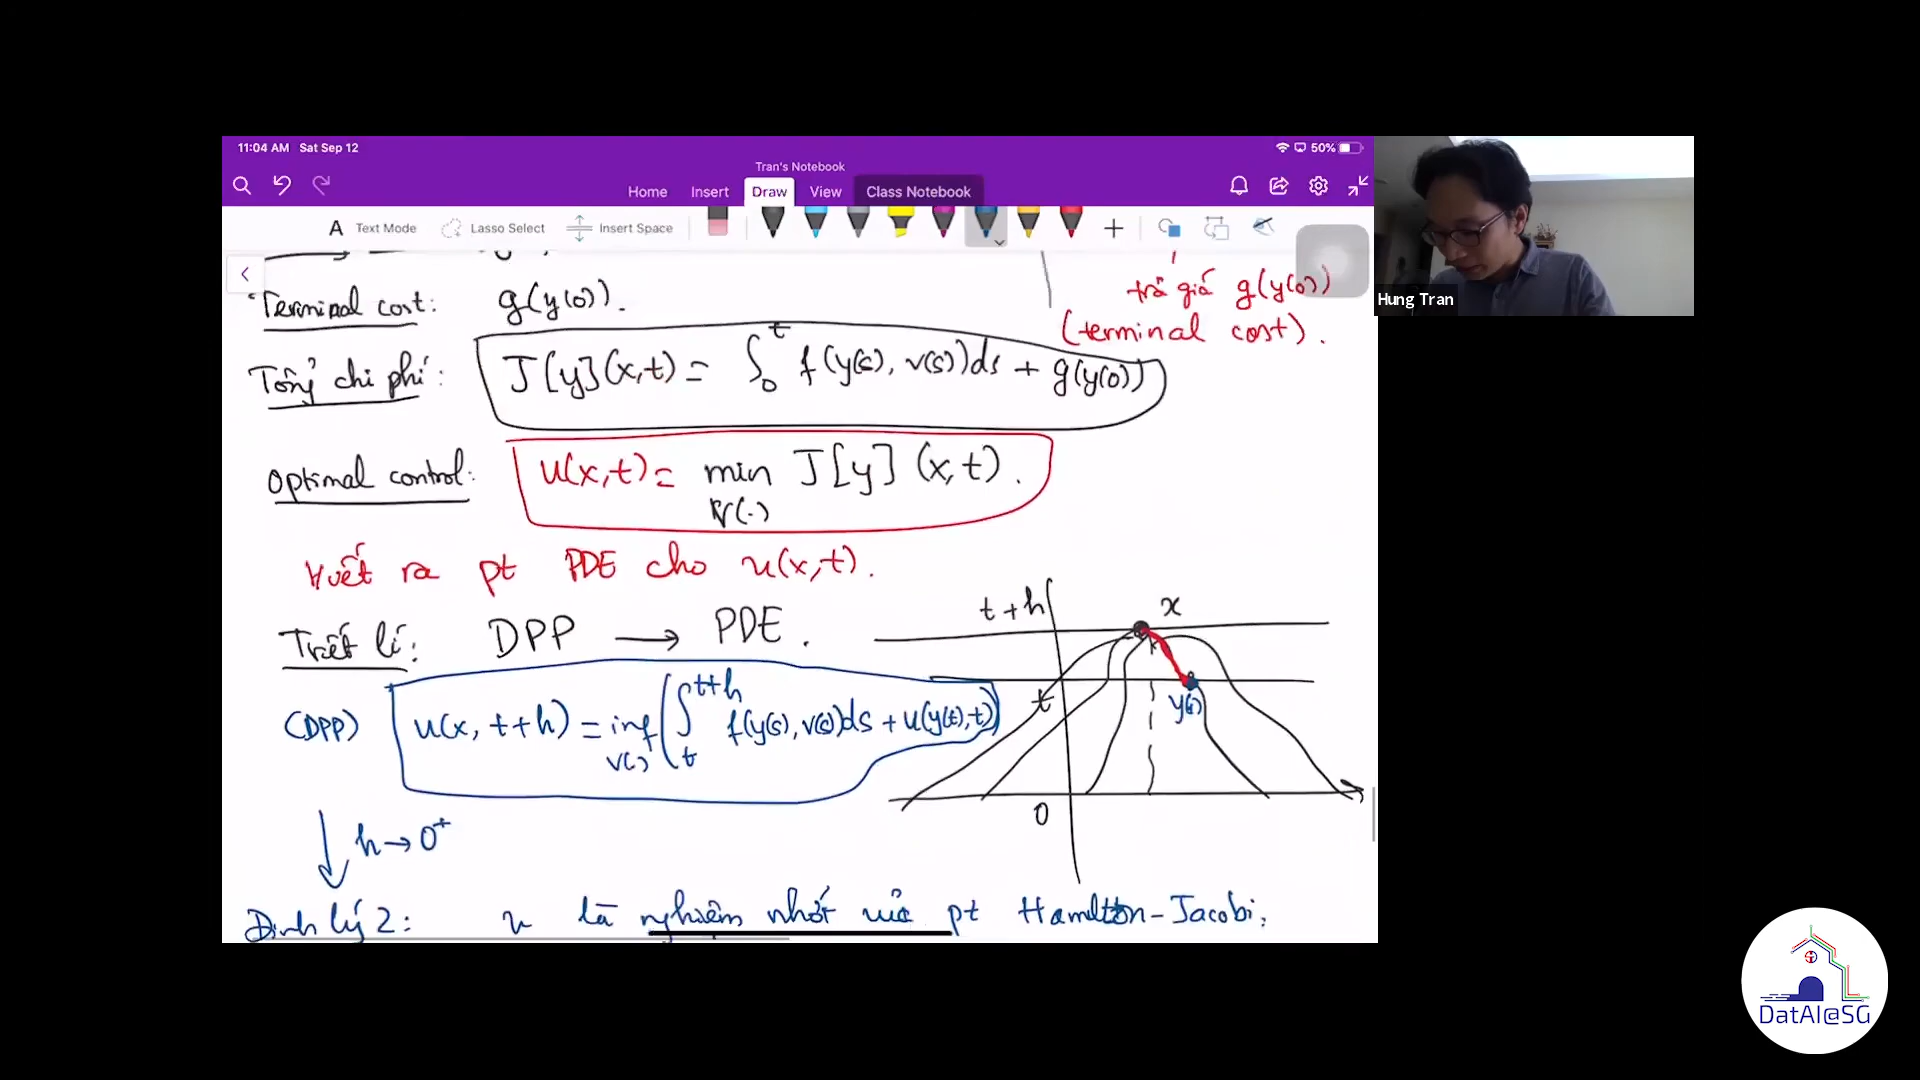 11:04 AM Sat Sep 12
50%
Tran's Notebook
Home Insert Draw View Class Notebook
A Text Mode Lasso Select Insert Space
Terminal cost: g(y(0)).
trả giá g(y(0))
(terminal cost).
Tổng chi phí: J[y](x,t) = ∫₀ᵗ f(y(s), v(s))ds + g(y(0))
Optimal control: u(x,t) = min J[y] (x,t).
v(·)
Viết ra pt PDE cho u(x,t).
Triết lí: DPP → PDE.
(DPP) u(x, t+h) = inf ( ∫ₜᵗ⁺ʰ f(y(s), v(s))ds + u(y(t),t))
v(·)
t+h x
t
0
h → 0⁺
Định lý 2: u là nghiệm nhớt của pt Hamilton-Jacobi:
Hung Tran
DatAI@SG